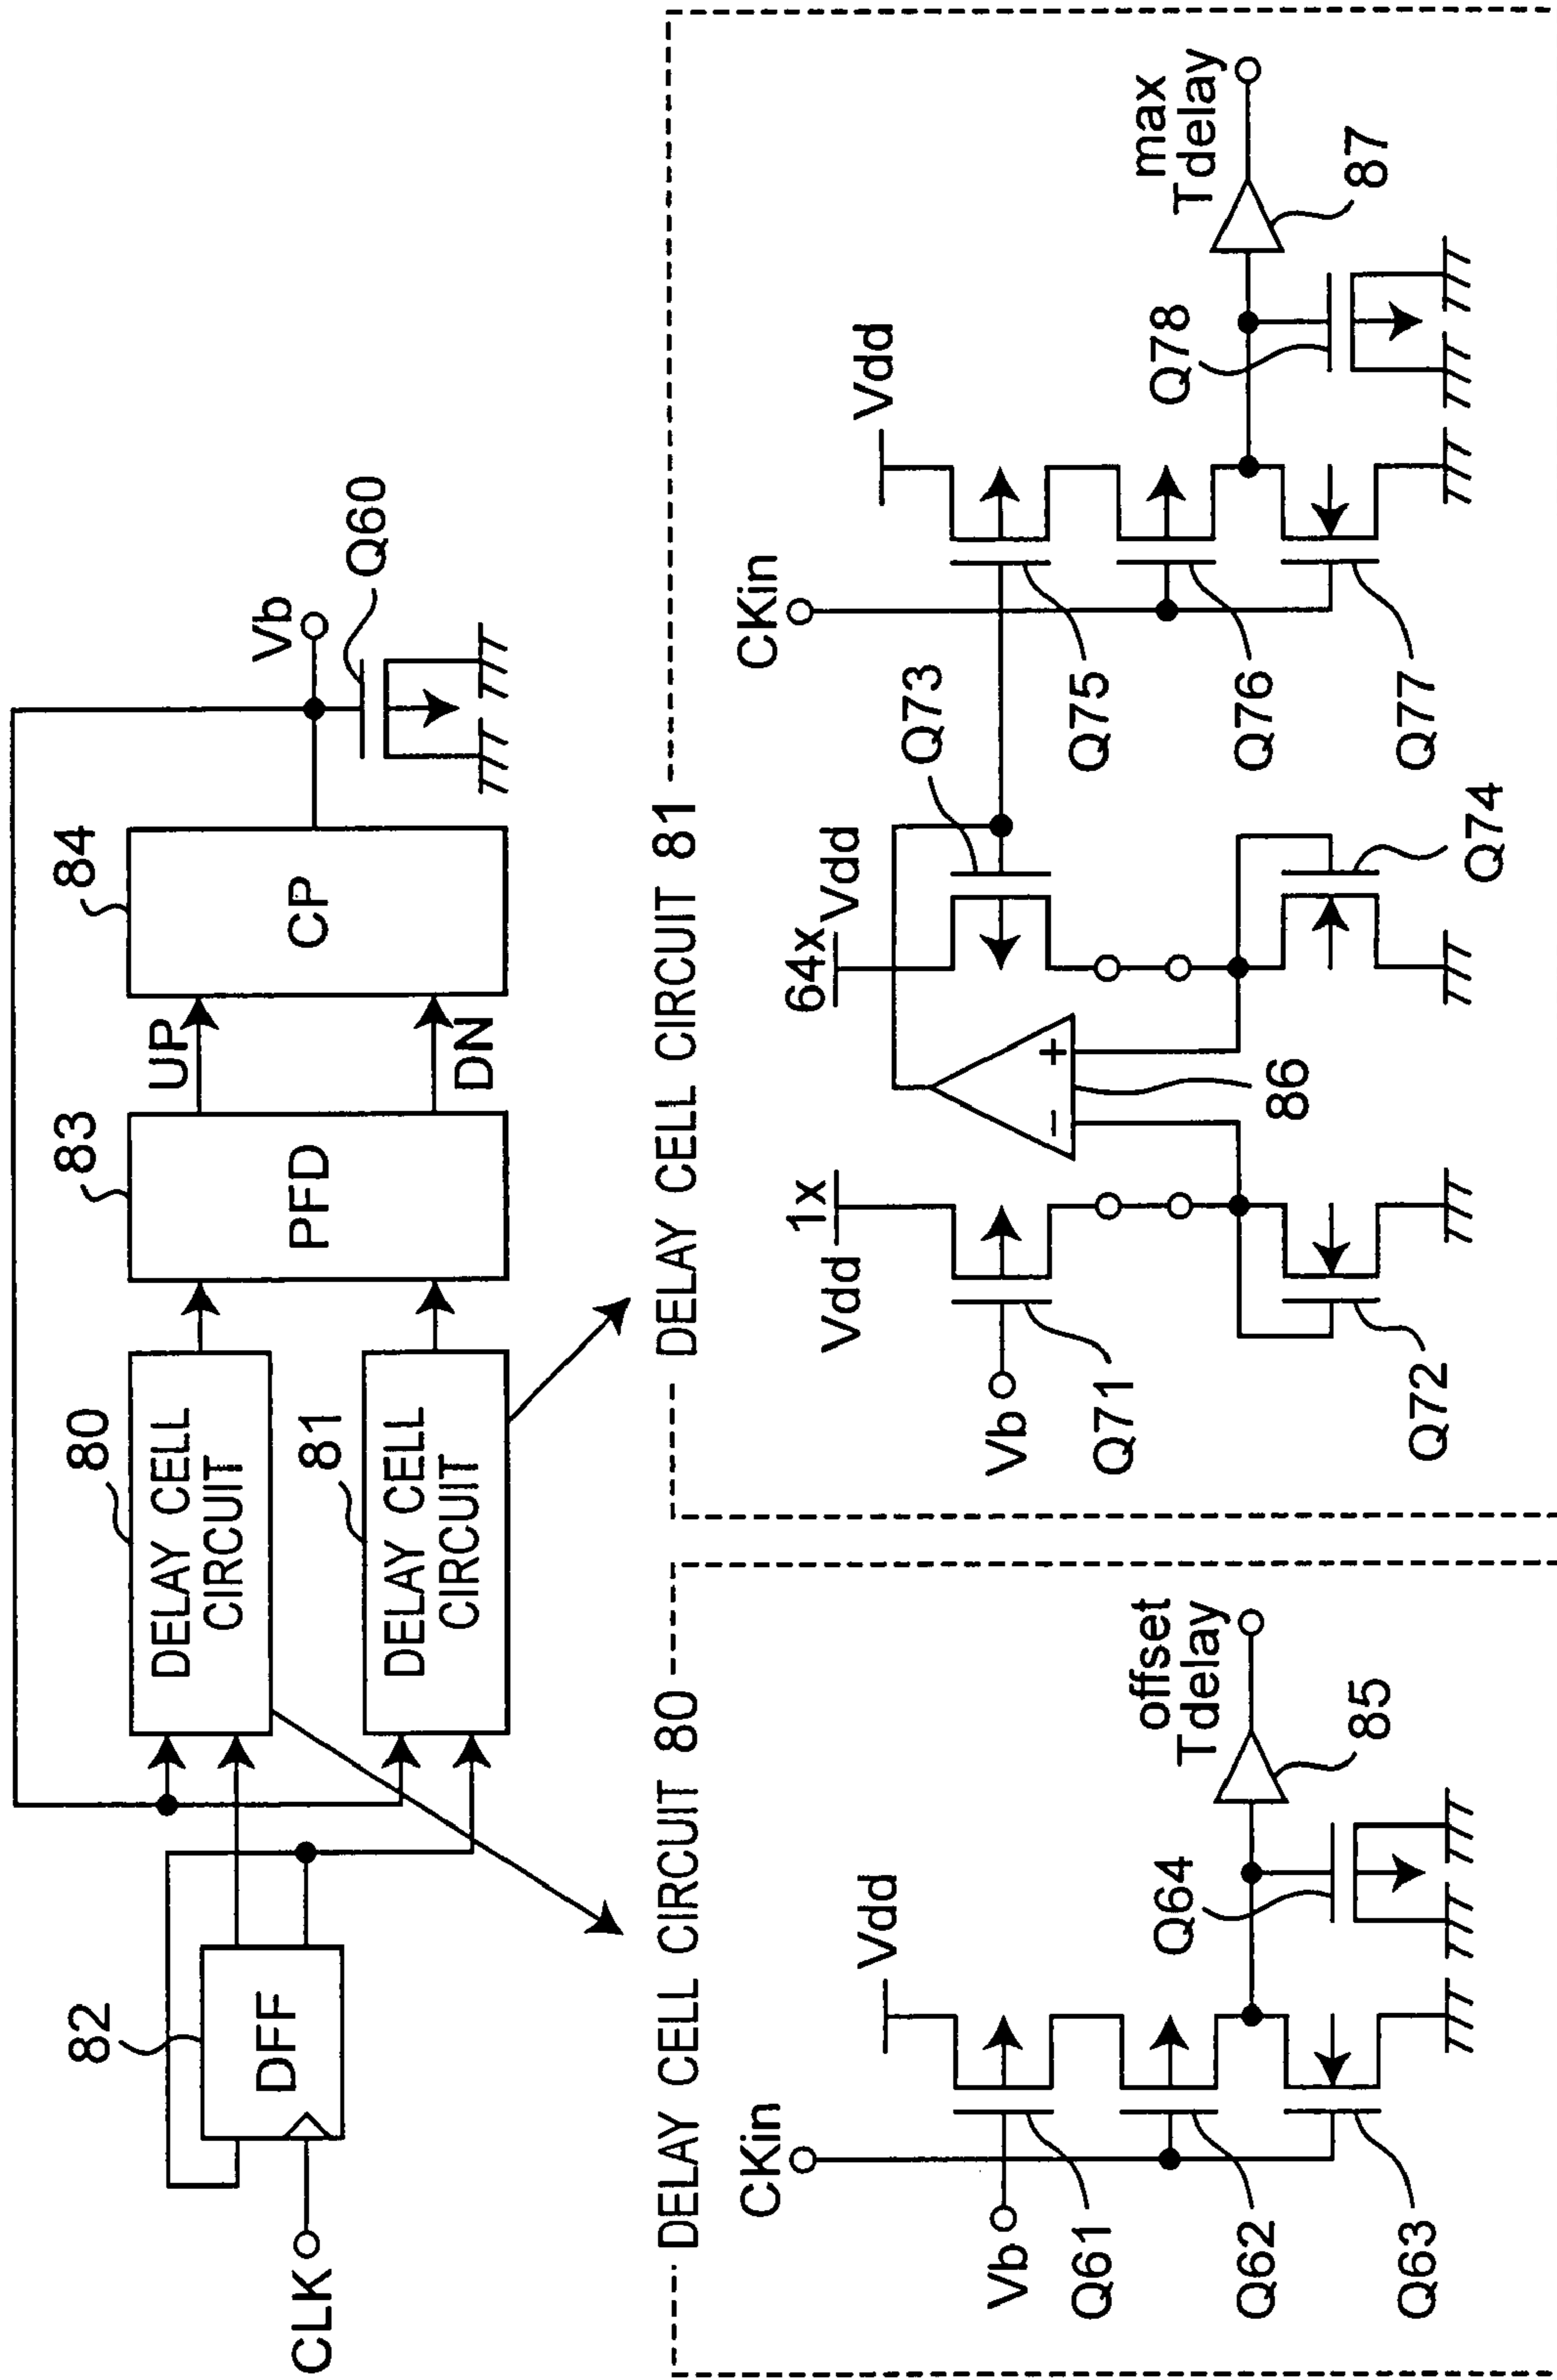 82
DFF
CLK
80
DELAY CELL
CIRCUIT
81
DELAY CELL
CIRCUIT
83
PFD
UP
DN
84
CP
Vb
Q60
DELAY CELL CIRCUIT 80
CKin
Vdd
Vb
Q61
Q62
Q63
Q64
offset
Tdelay
85
DELAY CELL CIRCUIT 81
Vdd
1x
Vb
Q71
Q72
86
−
+
64x
Vdd
Q73
Q74
CKin
Vdd
Q75
Q76
Q77
Q78
max
Tdelay
87